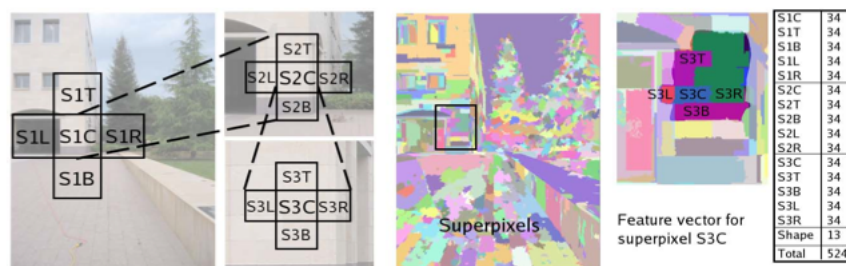 S1T
S1L S1C S1R
S1B
S2T
S2L S2C S2R
S2B
S3T
S3L S3C S3R
S3B
Superpixels
S3T
S3L S3C S3R
S3B
Feature vector for
superpixel S3C
S1C 34
S1T 34
S1B 34
S1L 34
S1R 34
S2C 34
S2T 34
S2B 34
S2L 34
S2R 34
S3C 34
S3T 34
S3B 34
S3L 34
S3R 34
Shape 13
Total 524